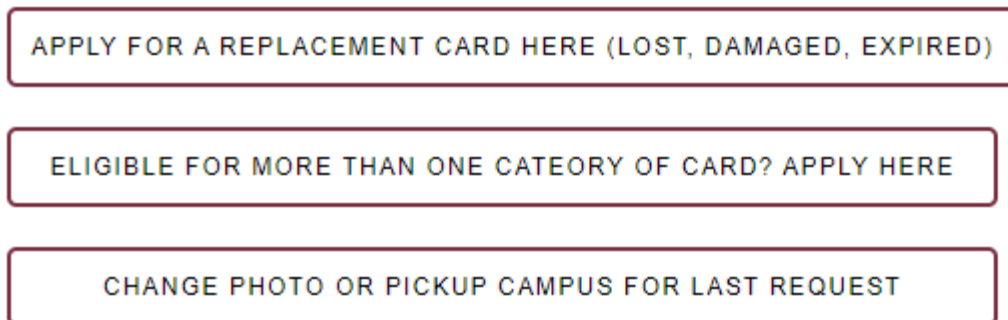 APPLY FOR A REPLACEMENT CARD HERE (LOST, DAMAGED, EXPIRED)
ELIGIBLE FOR MORE THAN ONE CATEORY OF CARD? APPLY HERE
CHANGE PHOTO OR PICKUP CAMPUS FOR LAST REQUEST